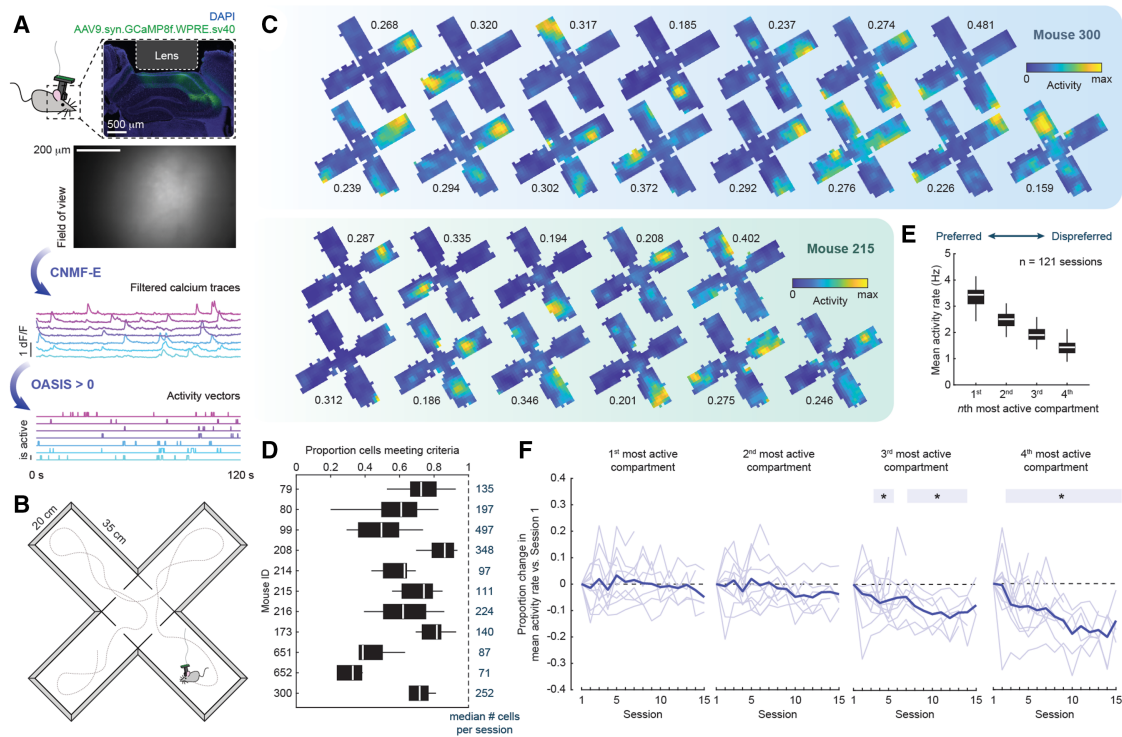 A
DAPI
AAV9.syn.GCaMP8f.WPRE.sv40
Lens
500 μm
200 μm
Field of view
CNMF-E
Filtered calcium traces
1 dF/F
OASIS > 0
Activity vectors
is active
0 s
120 s
B
20 cm
35 cm
C
0.268
0.320
0.317
0.185
0.237
0.274
0.481
Mouse 300
0
max
Activity
0.239
0.294
0.302
0.372
0.292
0.276
0.226
0.159
0.287
0.335
0.194
0.208
0.402
Mouse 215
0
max
Activity
0.312
0.186
0.346
0.201
0.275
0.246
D
Proportion cells meeting criteria
0
0.2
0.4
0.6
0.8
1
Mouse ID
79
135
80
197
99
497
208
348
214
97
215
111
216
224
173
140
651
87
652
71
300
252
median # cells
per session
E
Preferred
Dispreferred
n = 121 sessions
Mean activity rate (Hz)
5
4
3
2
1
0
1st
2nd
3rd
4th
nth most active compartment
F
1st most active
compartment
2nd most active
compartment
3rd most active
compartment
4th most active
compartment
Proportion change in
mean activity rate vs. Session 1
0.4
0.3
0.2
0.1
0
-0.1
-0.2
-0.3
-0.4
*
*
*
1
5
10
15
Session
1
5
10
15
Session
1
5
10
15
Session
1
5
10
15
Session